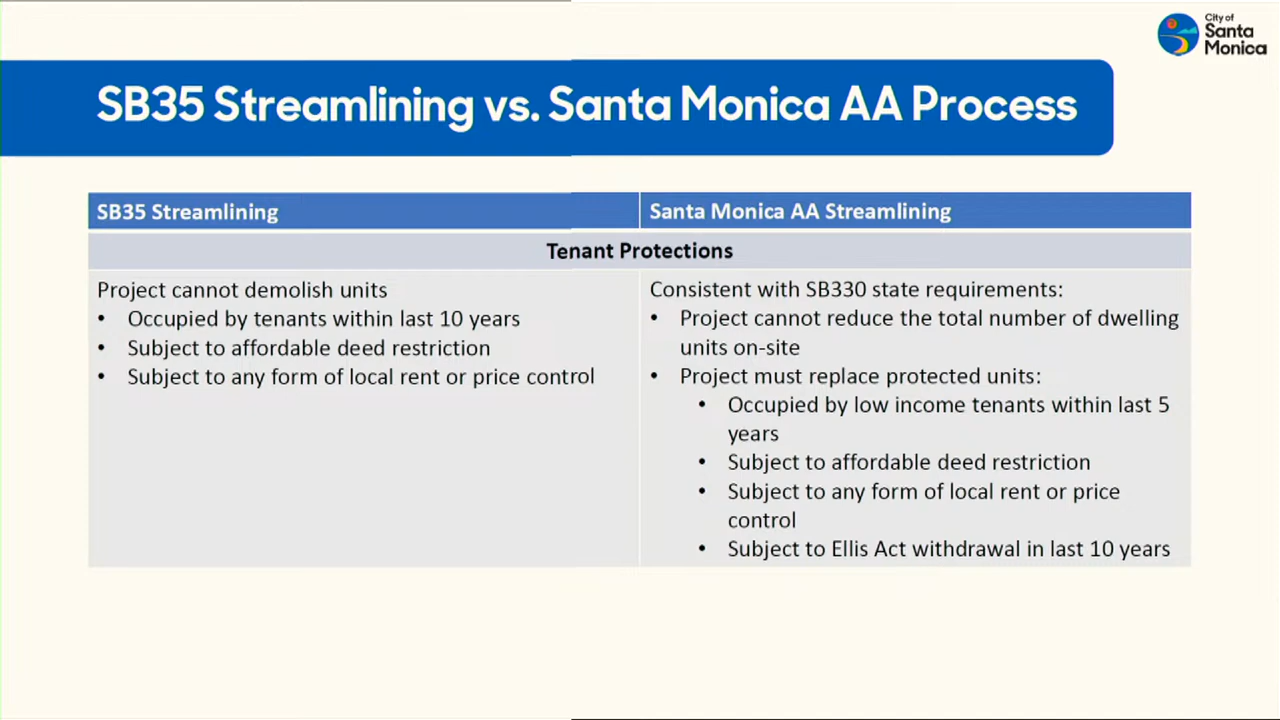 City of
Santa
Monica
SB35 Streamlining vs. Santa Monica AA Process
SB35 Streamlining
Santa Monica AA Streamlining
Tenant Protections
Project cannot demolish units
• Occupied by tenants within last 10 years
• Subject to affordable deed restriction
• Subject to any form of local rent or price control
Consistent with SB330 state requirements:
• Project cannot reduce the total number of dwelling
units on-site
• Project must replace protected units:
• Occupied by low income tenants within last 5
years
• Subject to affordable deed restriction
• Subject to any form of local rent or price
control
• Subject to Ellis Act withdrawal in last 10 years